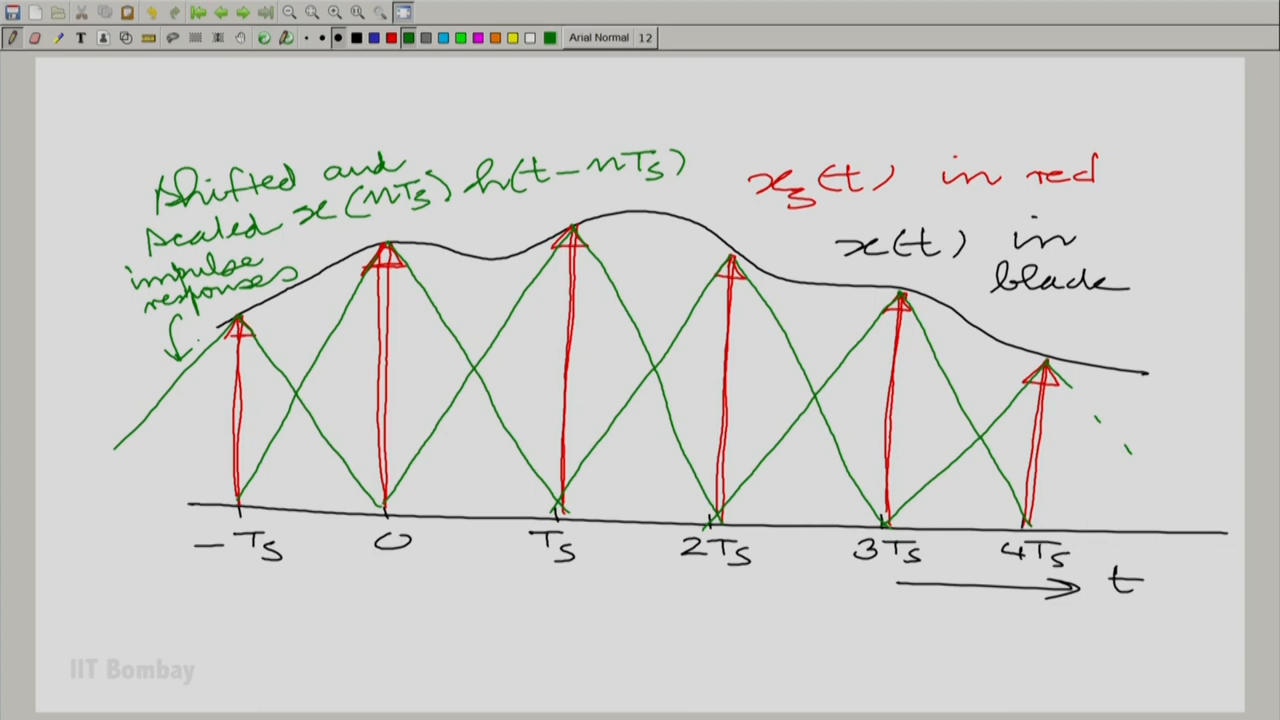 Arial Normal 12
shifted and
scaled x(nTs) h(t-nTs)
impulse
responses
xs(t) in red
x(t) in
black
-Ts 0 Ts 2Ts 3Ts 4Ts
t
IIT Bombay